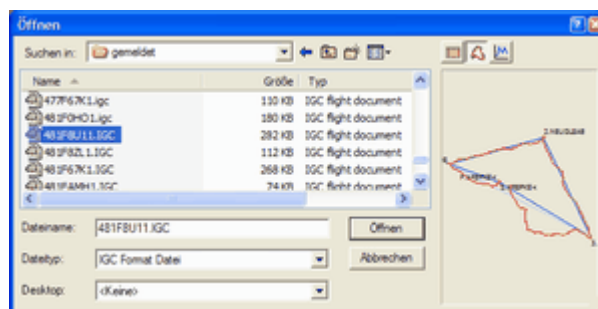 Öffnen
Suchen in: gemeldet
Name Größe Typ
477F67K1.igc 110 KB IGC flight document
481F0HO1.igc 180 KB IGC flight document
481F8U11.IGC 282 KB IGC flight document
481F8ZL1.IGC 112 KB IGC flight document
481F67K1.IGC 268 KB IGC flight document
481FAMH1.IGC 74 KB IGC flight document
Dateiname: 481F8U11.IGC Öffnen
Dateityp: IGC Format Datei Abbrechen
Desktop: <Keine>